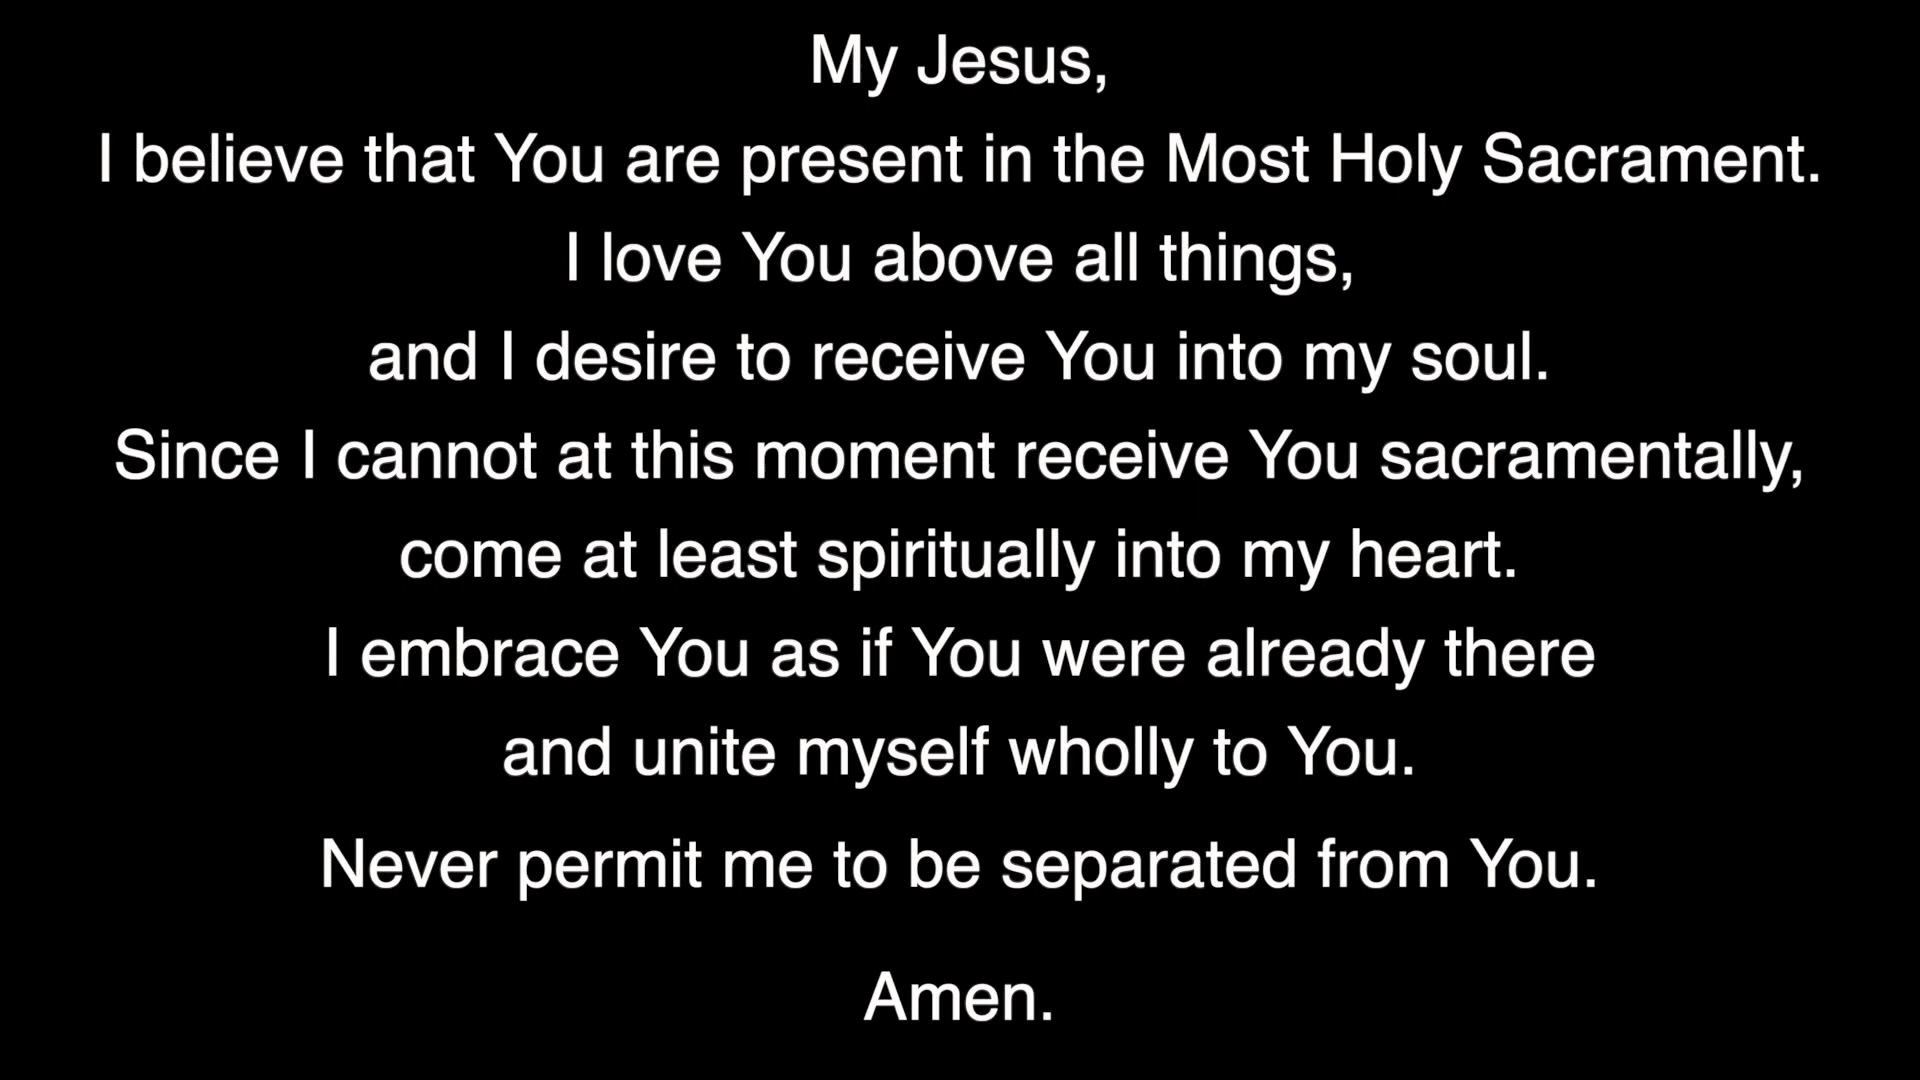 My Jesus,
I believe that You are present in the Most Holy Sacrament.
I love You above all things,
and I desire to receive You into my soul.
Since I cannot at this moment receive You sacramentally,
come at least spiritually into my heart.
I embrace You as if You were already there
and unite myself wholly to You.
Never permit me to be separated from You.
Amen.